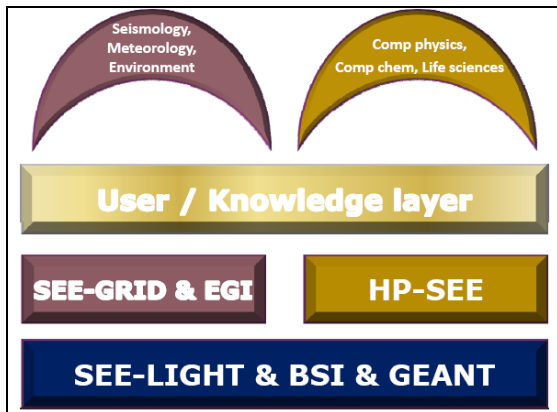 Seismology,
Meteorology,
Environment
Comp physics,
Comp chem, Life sciences
User / Knowledge layer
SEE-GRID & EGI
HP-SEE
SEE-LIGHT & BSI & GEANT